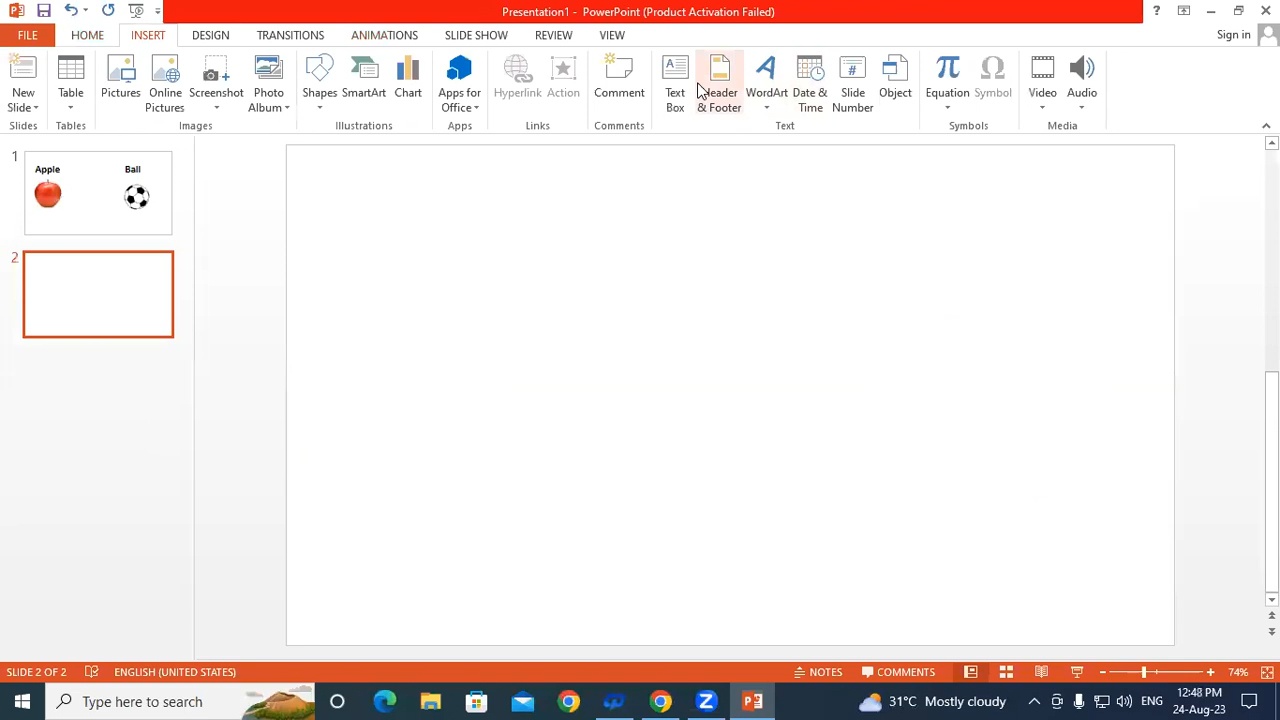 Presentation1 - PowerPoint (Product Activation Failed)
?
FILE HOME INSERT DESIGN TRANSITIONS ANIMATIONS SLIDE SHOW REVIEW VIEW Sign in
New Slide
Table
Pictures
Online Pictures
Screenshot
Photo Album
Shapes
SmartArt
Chart
Apps for Office
Hyperlink
Action
Comment
Text Box
Header & Footer
WordArt
Date & Time
Slide Number
Object
Equation
Symbol
Video
Audio
Slides Tables Images Illustrations Apps Links Comments Text Symbols Media
1
Apple Ball
2
SLIDE 2 OF 2 ENGLISH (UNITED STATES) NOTES COMMENTS 74%
Type here to search
31°C Mostly cloudy
ENG
12:48 PM
24-Aug-23